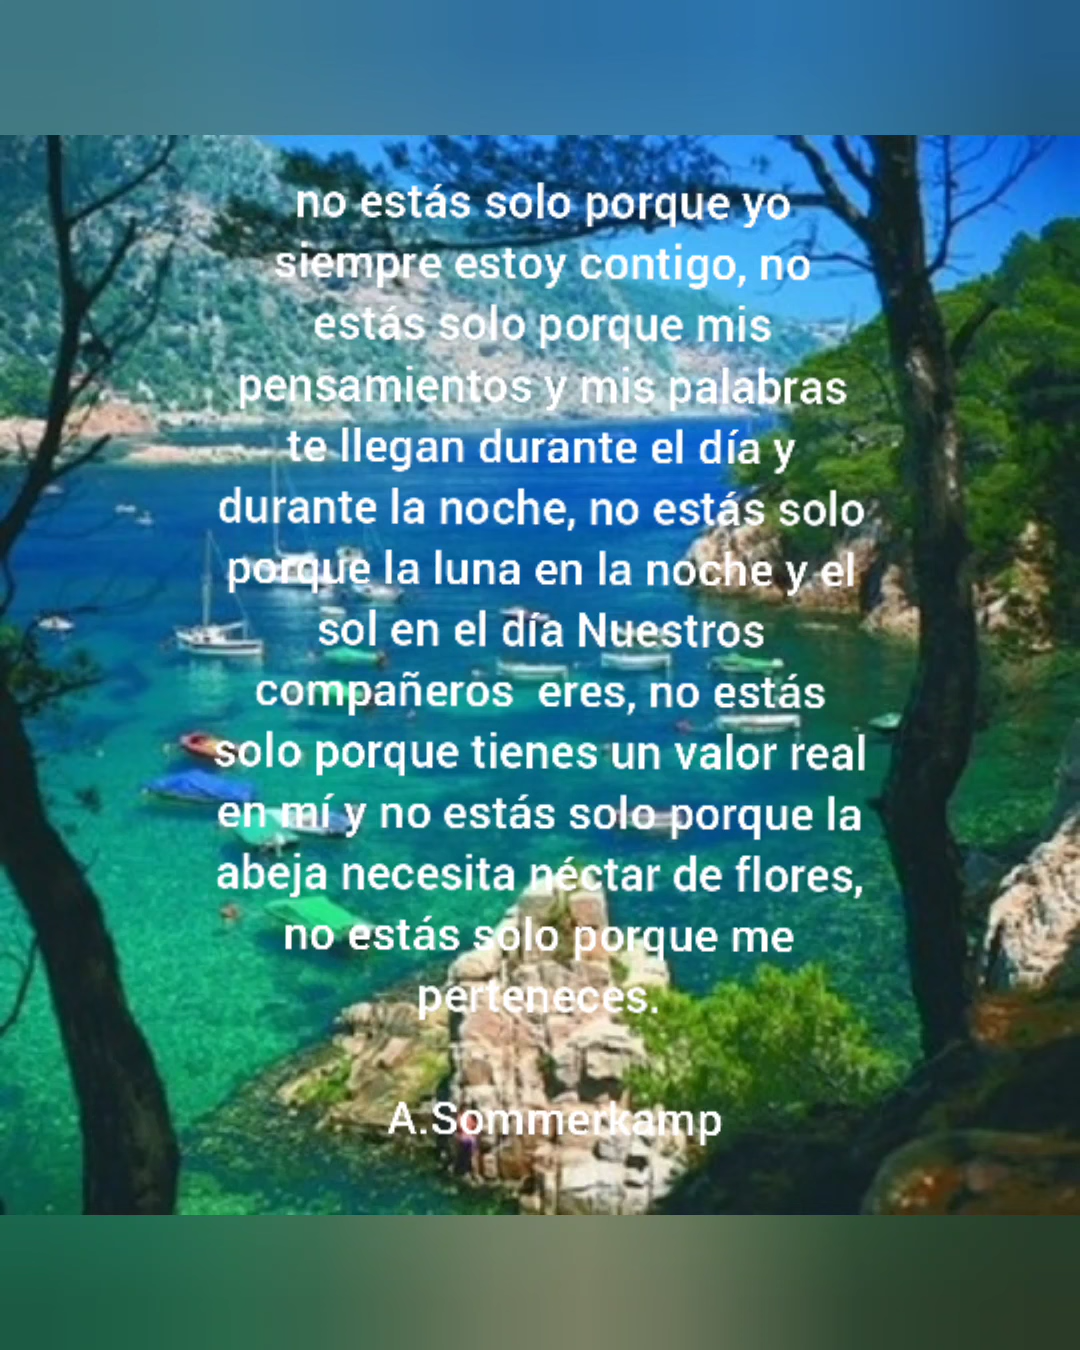 no estás solo porque yo
siempre estoy contigo, no
estás solo porque mis
pensamientos y mis palabras
te llegan durante el día y
durante la noche, no estás solo
porque la luna en la noche y el
sol en el día Nuestros
compañeros  eres, no estás
solo porque tienes un valor real
en mí y no estás solo porque la
abeja necesita néctar de flores,
no estás solo porque me
perteneces.
A.Sommerkamp